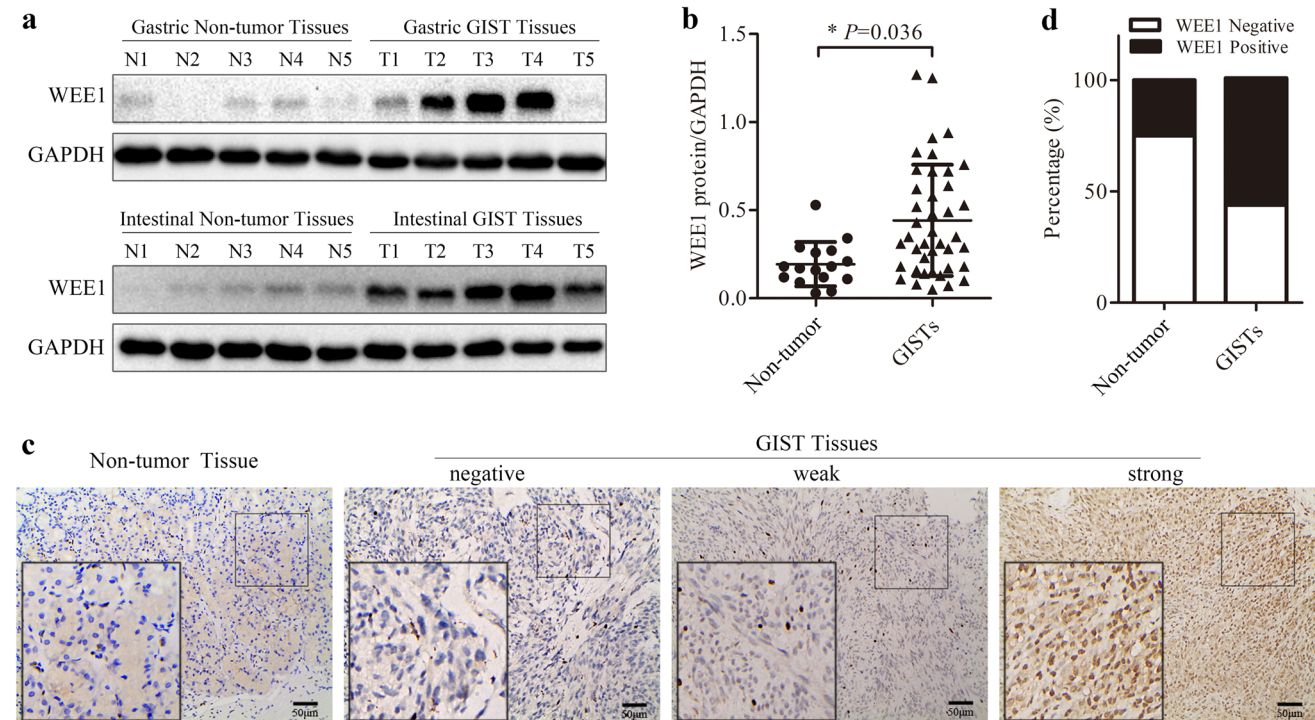 a
Gastric Non-tumor Tissues Gastric GIST Tissues
N1 N2 N3 N4 N5 T1 T2 T3 T4 T5
WEE1
GAPDH
Intestinal Non-tumor Tissues Intestinal GIST Tissues
N1 N2 N3 N4 N5 T1 T2 T3 T4 T5
WEE1
GAPDH
b
* P=0.036
WEE1 protein/GAPDH
1.5
1.0
0.5
0.0
Non-tumor
GISTs
d
WEE1 Negative
WEE1 Positive
Percentage (%)
100
50
0
Non-tumor
GISTs
c
Non-tumor Tissue
GIST Tissues
negative weak strong
50μm 50μm 50μm 50μm